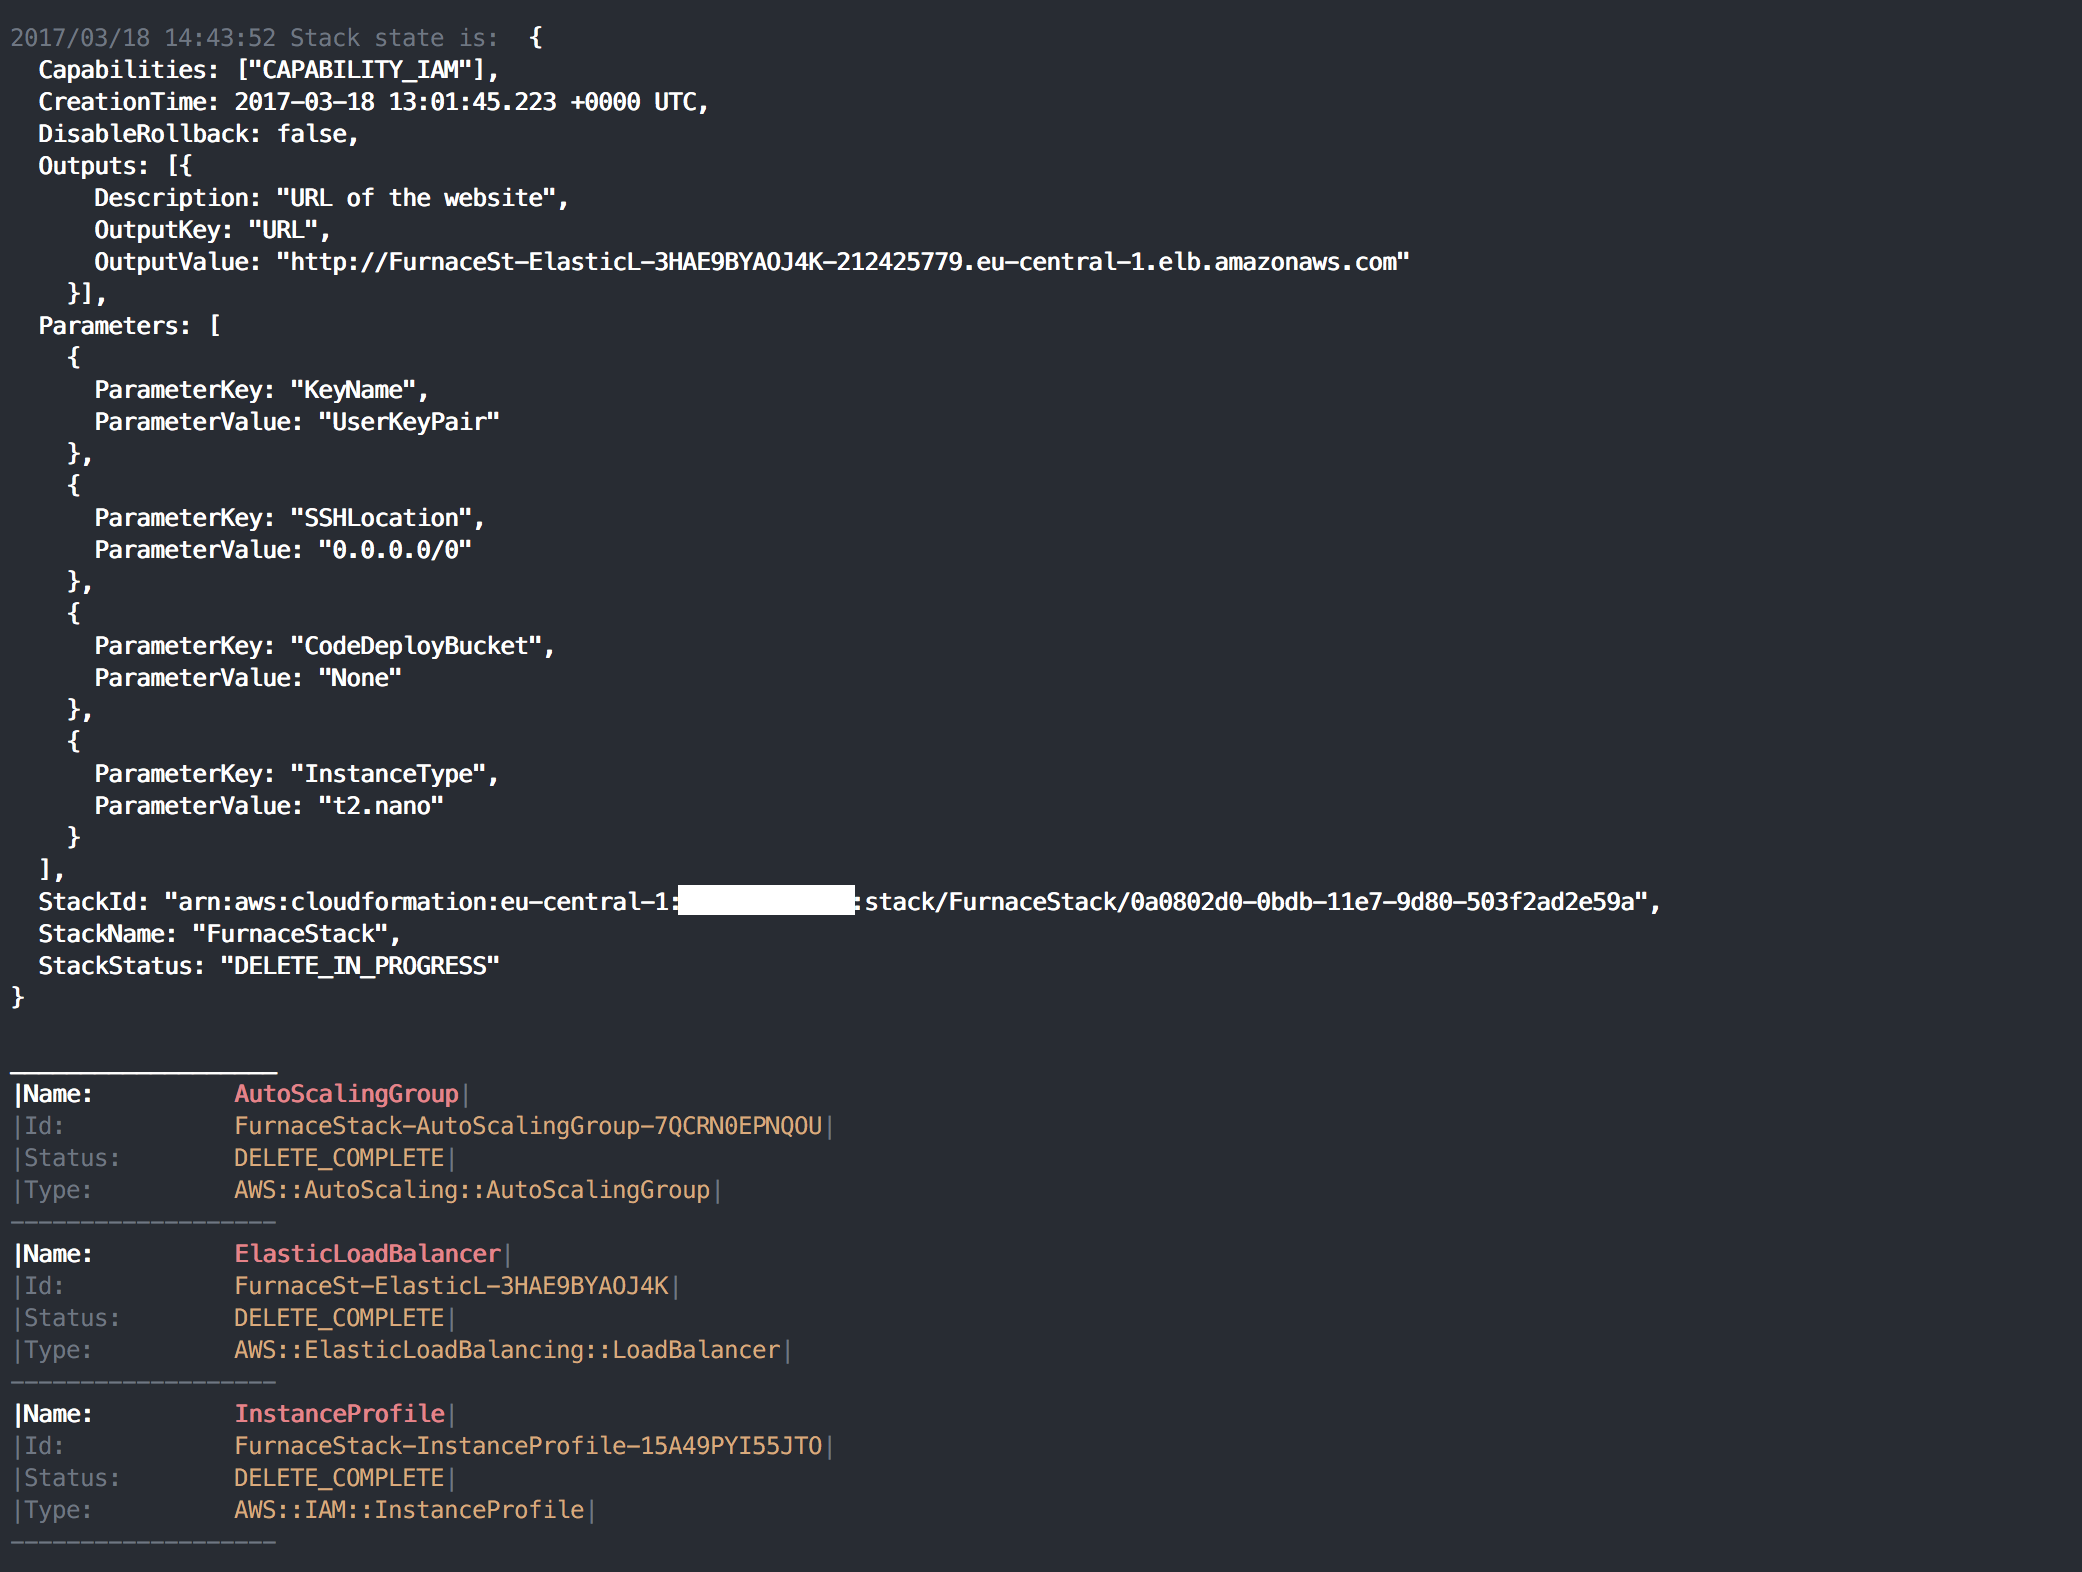 2017/03/18 14:43:52 Stack state is:  {
  Capabilities: ["CAPABILITY_IAM"],
  CreationTime: 2017-03-18 13:01:45.223 +0000 UTC,
  DisableRollback: false,
  Outputs: [{
      Description: "URL of the website",
      OutputKey: "URL",
      OutputValue: "http://FurnaceSt-ElasticL-3HAE9BYAOJ4K-212425779.eu-central-1.elb.amazonaws.com"
    }],
  Parameters: [
    {
      ParameterKey: "KeyName",
      ParameterValue: "UserKeyPair"
    },
    {
      ParameterKey: "SSHLocation",
      ParameterValue: "0.0.0.0/0"
    },
    {
      ParameterKey: "CodeDeployBucket",
      ParameterValue: "None"
    },
    {
      ParameterKey: "InstanceType",
      ParameterValue: "t2.nano"
    }
  ],
  StackId: "arn:aws:cloudformation:eu-central-1:            :stack/FurnaceStack/0a0802d0-0bdb-11e7-9d80-503f2ad2e59a",
  StackName: "FurnaceStack",
  StackStatus: "DELETE_IN_PROGRESS"
}
___________________
|Name:          AutoScalingGroup|
|Id:            FurnaceStack-AutoScalingGroup-7QCRN0EPNQOU|
|Status:        DELETE_COMPLETE|
|Type:          AWS::AutoScaling::AutoScalingGroup|
-------------------
|Name:          ElasticLoadBalancer|
|Id:            FurnaceSt-ElasticL-3HAE9BYAOJ4K|
|Status:        DELETE_COMPLETE|
|Type:          AWS::ElasticLoadBalancing::LoadBalancer|
-------------------
|Name:          InstanceProfile|
|Id:            FurnaceStack-InstanceProfile-15A49PYI55JTO|
|Status:        DELETE_COMPLETE|
|Type:          AWS::IAM::InstanceProfile|
-------------------